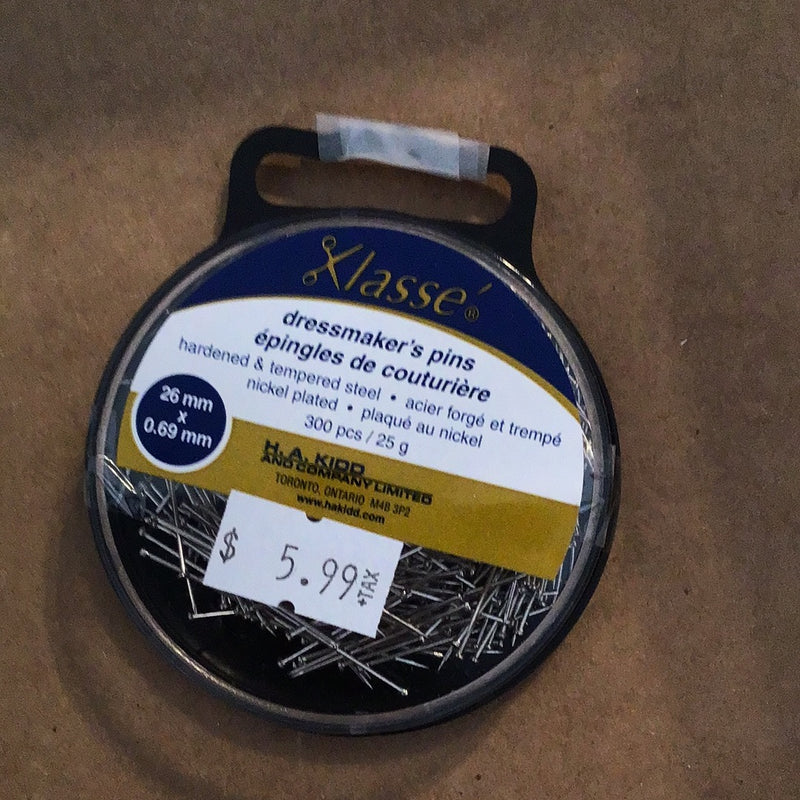 Klassé®
dressmaker's pins
épingles de couturière
hardened & tempered steel • acier forgé et trempé
nickel plated • plaqué au nickel
300 pcs / 25 g
26 mm
x
0.69 mm
H. A. KIDD
AND COMPANY LIMITED
TORONTO, ONTARIO M4B 3P2
www.hakidd.com
$ 5.99 +TAX